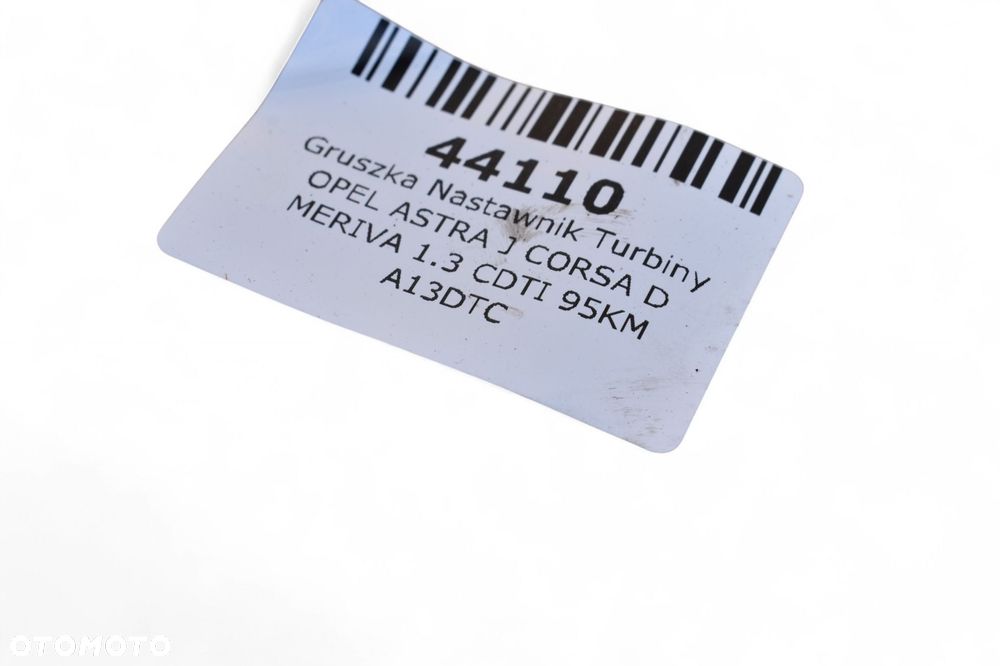 44110
Gruszka Nastawnik Turbiny
OPEL ASTRA J CORSA D
MERIVA 1.3 CDTI 95KM
A13DTC
OTOMOTO